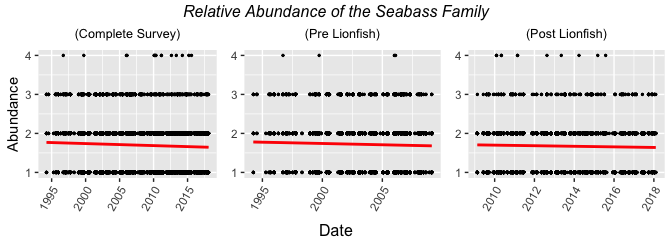 Relative Abundance of the Seabass Family
(Complete Survey) (Pre Lionfish) (Post Lionfish)
Abundance
4 4 4
3 3 3
2 2 2
1 1 1
1995 2000 2005 2010 2015 1995 2000 2005 2010 2012 2014 2016 2018
Date